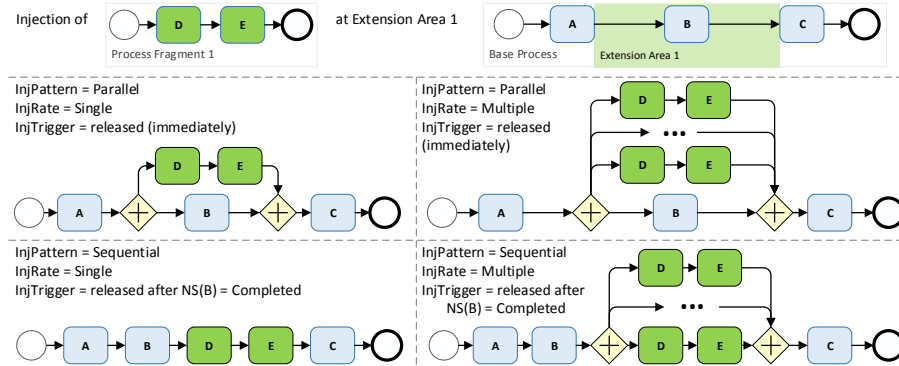 Injection of
D
E
Process Fragment 1
at Extension Area 1
A
B
C
Base Process
Extension Area 1
InjPattern = Parallel
InjRate = Single
InjTrigger = released (immediately)
D
E
A
B
C
InjPattern = Parallel
InjRate = Multiple
InjTrigger = released
(immediately)
D
E
...
D
E
A
B
C
InjPattern = Sequential
InjRate = Single
InjTrigger = released after NS(B) = Completed
A
B
D
E
C
InjPattern = Sequential
InjRate = Multiple
InjTrigger = released after
NS(B) = Completed
D
E
...
A
B
D
E
C